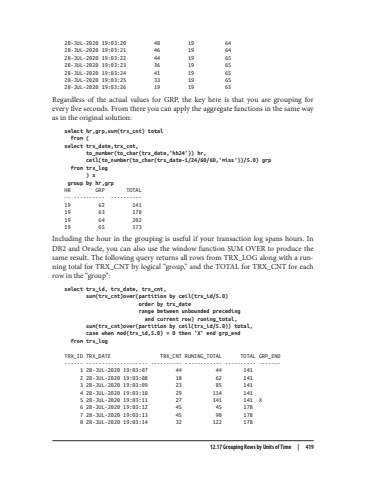 28-JUL-2020 19:03:20 48 19 64
28-JUL-2020 19:03:21 46 19 64
28-JUL-2020 19:03:22 44 19 65
28-JUL-2020 19:03:23 36 19 65
28-JUL-2020 19:03:24 41 19 65
28-JUL-2020 19:03:25 33 19 65
28-JUL-2020 19:03:26 19 19 65
Regardless of the actual values for GRP, the key here is that you are grouping for
every five seconds. From there you can apply the aggregate functions in the same way
as in the original solution:
select hr,grp,sum(trx_cnt) total
from (
select trx_date,trx_cnt,
to_number(to_char(trx_date,'hh24')) hr,
ceil(to_number(to_char(trx_date-1/24/60/60,'miss'))/5.0) grp
from trx_log
) x
group by hr,grp
HR GRP TOTAL
-- ---------- ----------
19 62 141
19 63 178
19 64 202
19 65 173
Including the hour in the grouping is useful if your transaction log spans hours. In
DB2 and Oracle, you can also use the window function SUM OVER to produce the
same result. The following query returns all rows from TRX_LOG along with a run-
ning total for TRX_CNT by logical "group," and the TOTAL for TRX_CNT for each
row in the "group":
select trx_id, trx_date, trx_cnt,
sum(trx_cnt)over(partition by ceil(trx_id/5.0)
order by trx_date
range between unbounded preceding
and current row) runing_total,
sum(trx_cnt)over(partition by ceil(trx_id/5.0)) total,
case when mod(trx_id,5.0) = 0 then 'X' end grp_end
from trx_log
TRX_ID TRX_DATE TRX_CNT RUNING_TOTAL TOTAL GRP_END
------ -------------------- ---------- ------------ ---------- -------
1 28-JUL-2020 19:03:07 44 44 141
2 28-JUL-2020 19:03:08 18 62 141
3 28-JUL-2020 19:03:09 23 85 141
4 28-JUL-2020 19:03:10 29 114 141
5 28-JUL-2020 19:03:11 27 141 141 X
6 28-JUL-2020 19:03:12 45 45 178
7 28-JUL-2020 19:03:13 45 90 178
8 28-JUL-2020 19:03:14 32 122 178
12.17 Grouping Rows by Units of Time | 419